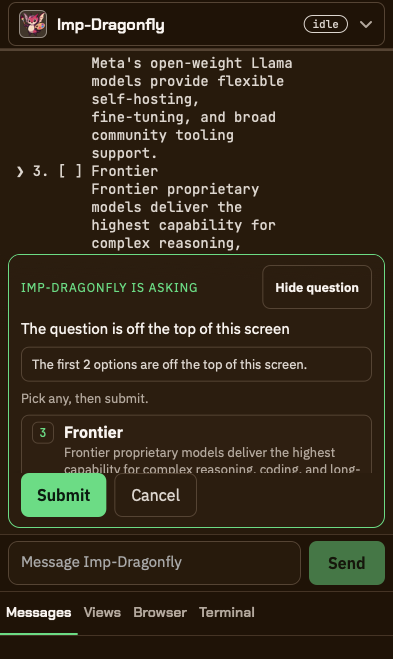 Imp-Dragonfly
idle
Meta's open-weight Llama
models provide flexible
self-hosting,
fine-tuning, and broad
community tooling
support.
❯ 3. [ ] Frontier
Frontier proprietary
models deliver the
highest capability for
complex reasoning,
IMP-DRAGONFLY IS ASKING
Hide question
The question is off the top of this screen
The first 2 options are off the top of this screen.
Pick any, then submit.
3 Frontier
Frontier proprietary models deliver the highest
capability for complex reasoning, coding, and long-
Submit
Cancel
Message Imp-Dragonfly
Send
Messages Views Browser Terminal